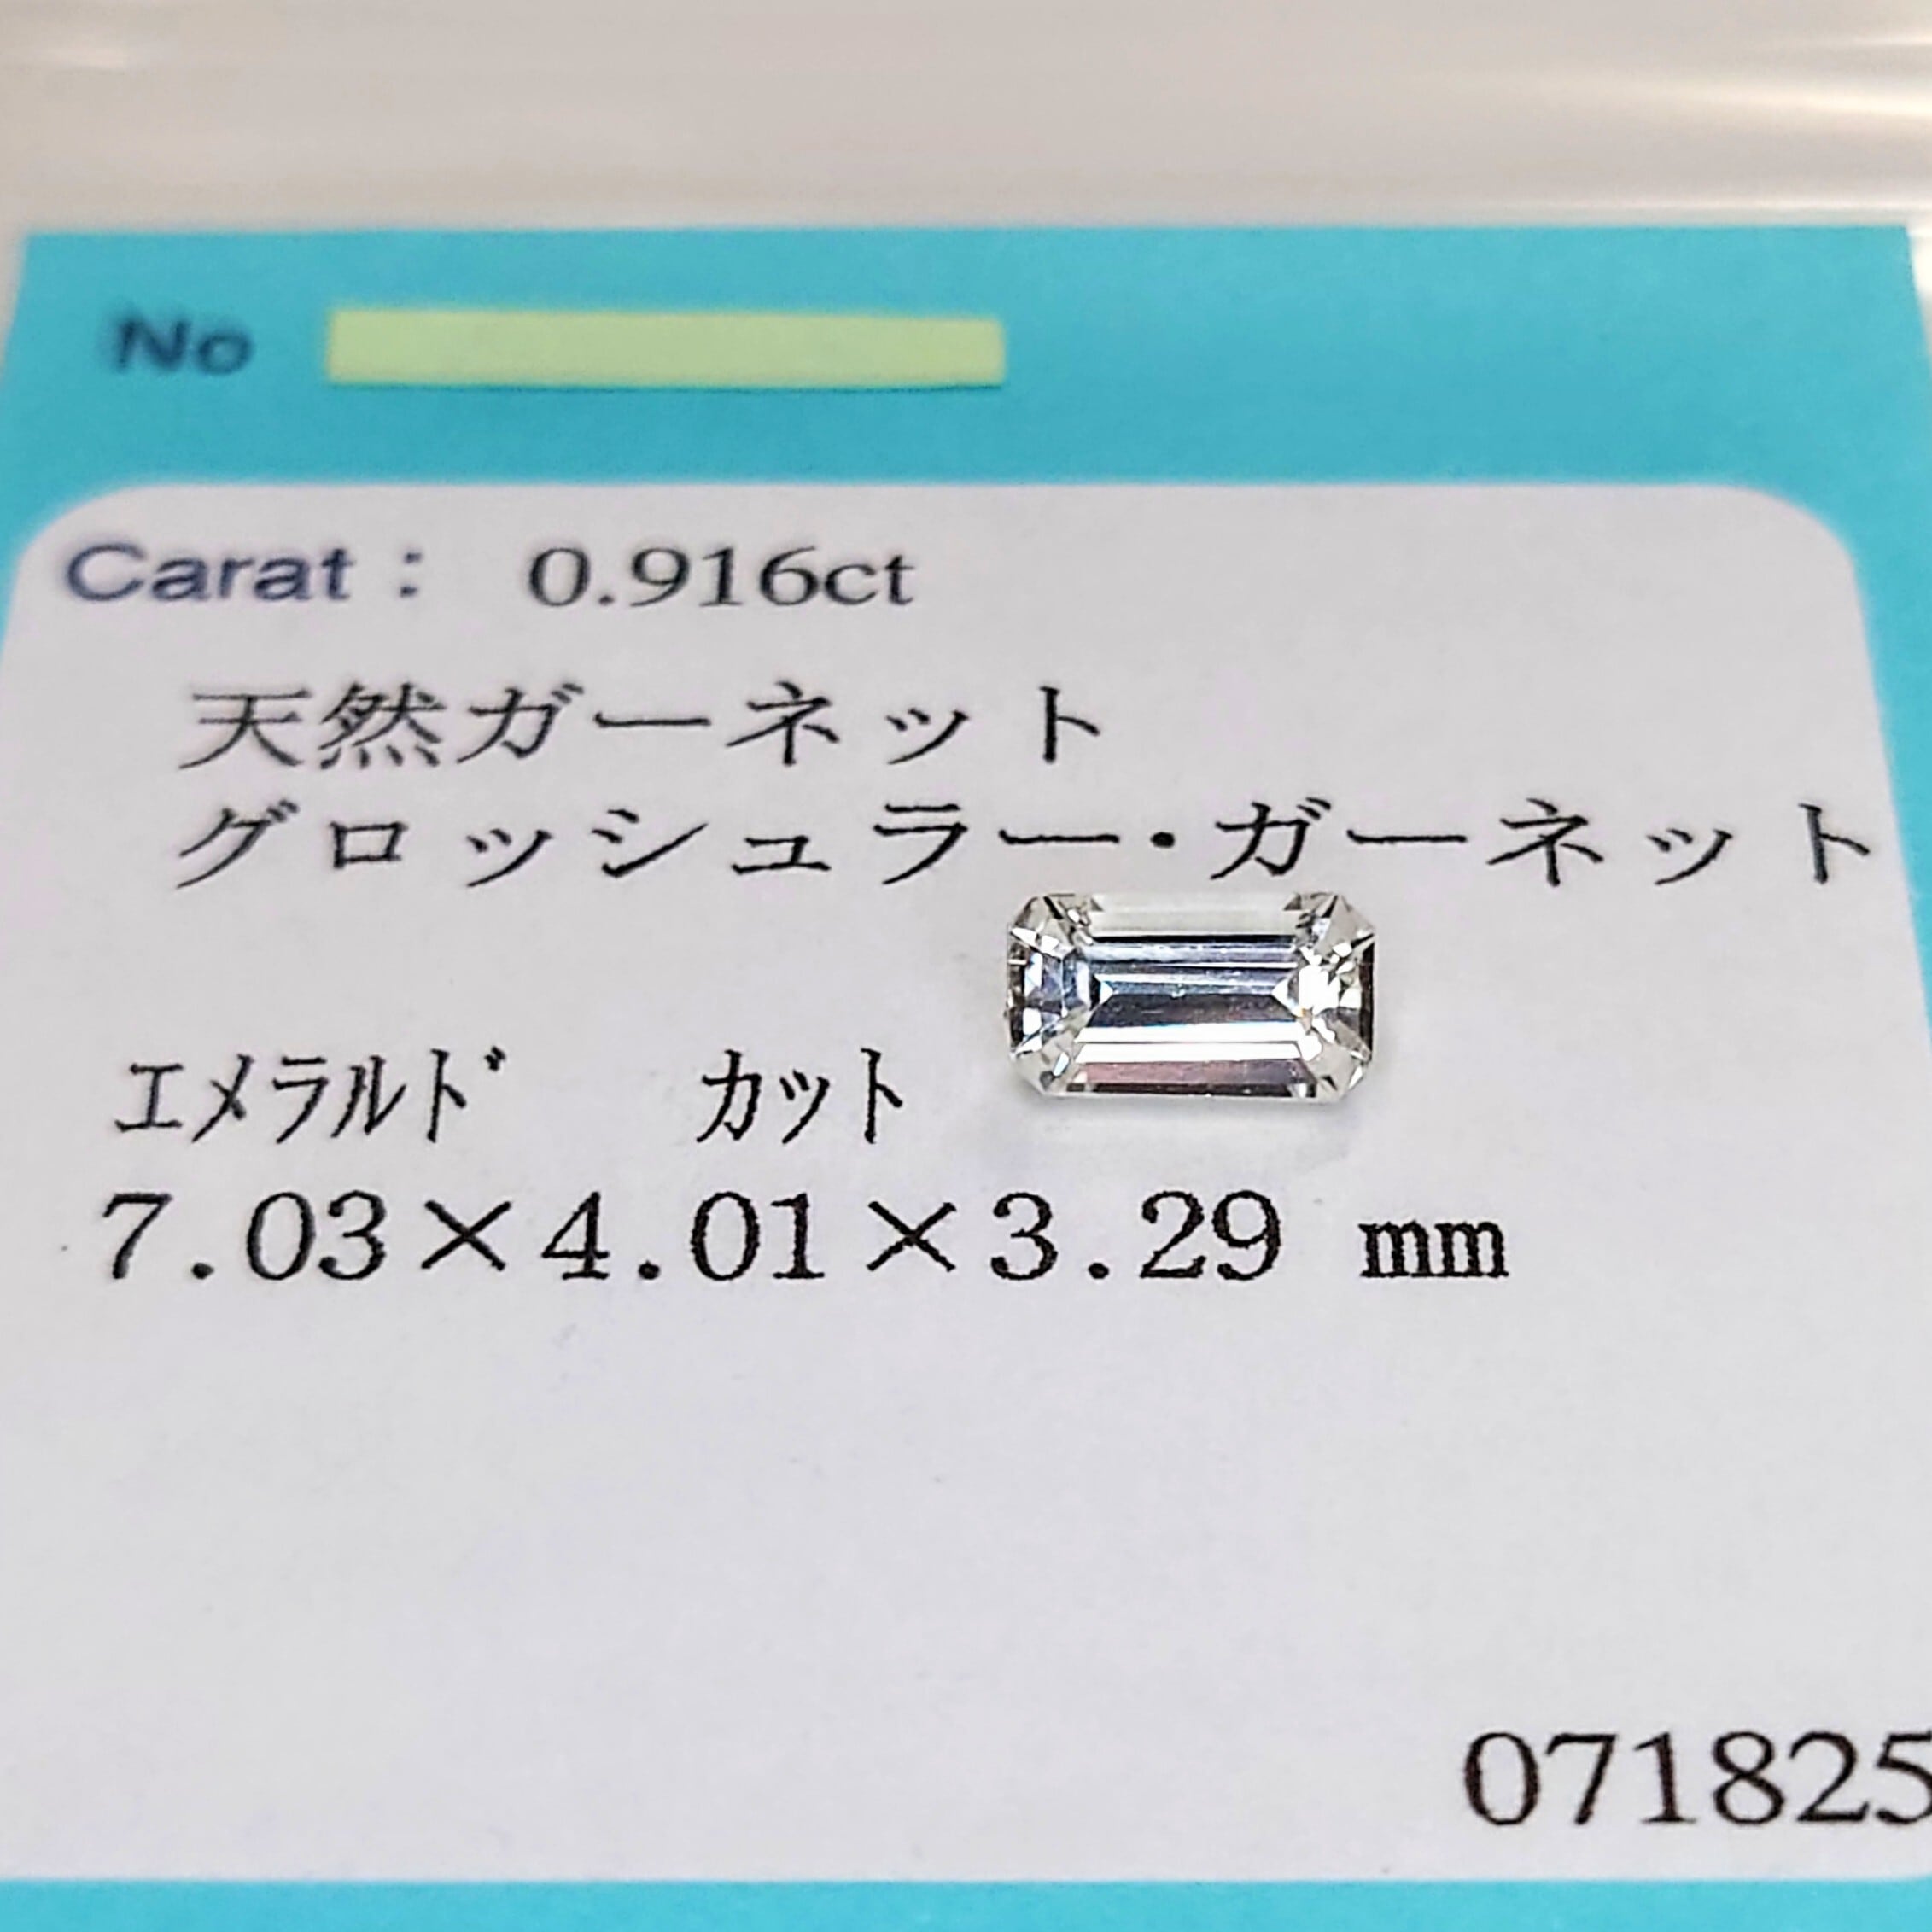 No
Carat : 0.916ct
天然ガーネット
グロッシュラー・ガーネット
ｴﾒﾗﾙﾄﾞ ｶｯﾄ
7.03×4.01×3.29 mm
071825